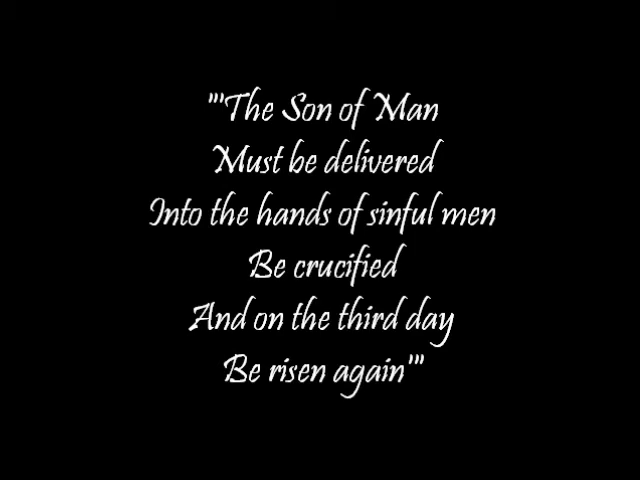 "'The Son of Man
Must be delivered
Into the hands of sinful men
Be crucified
And on the third day
Be risen again'"